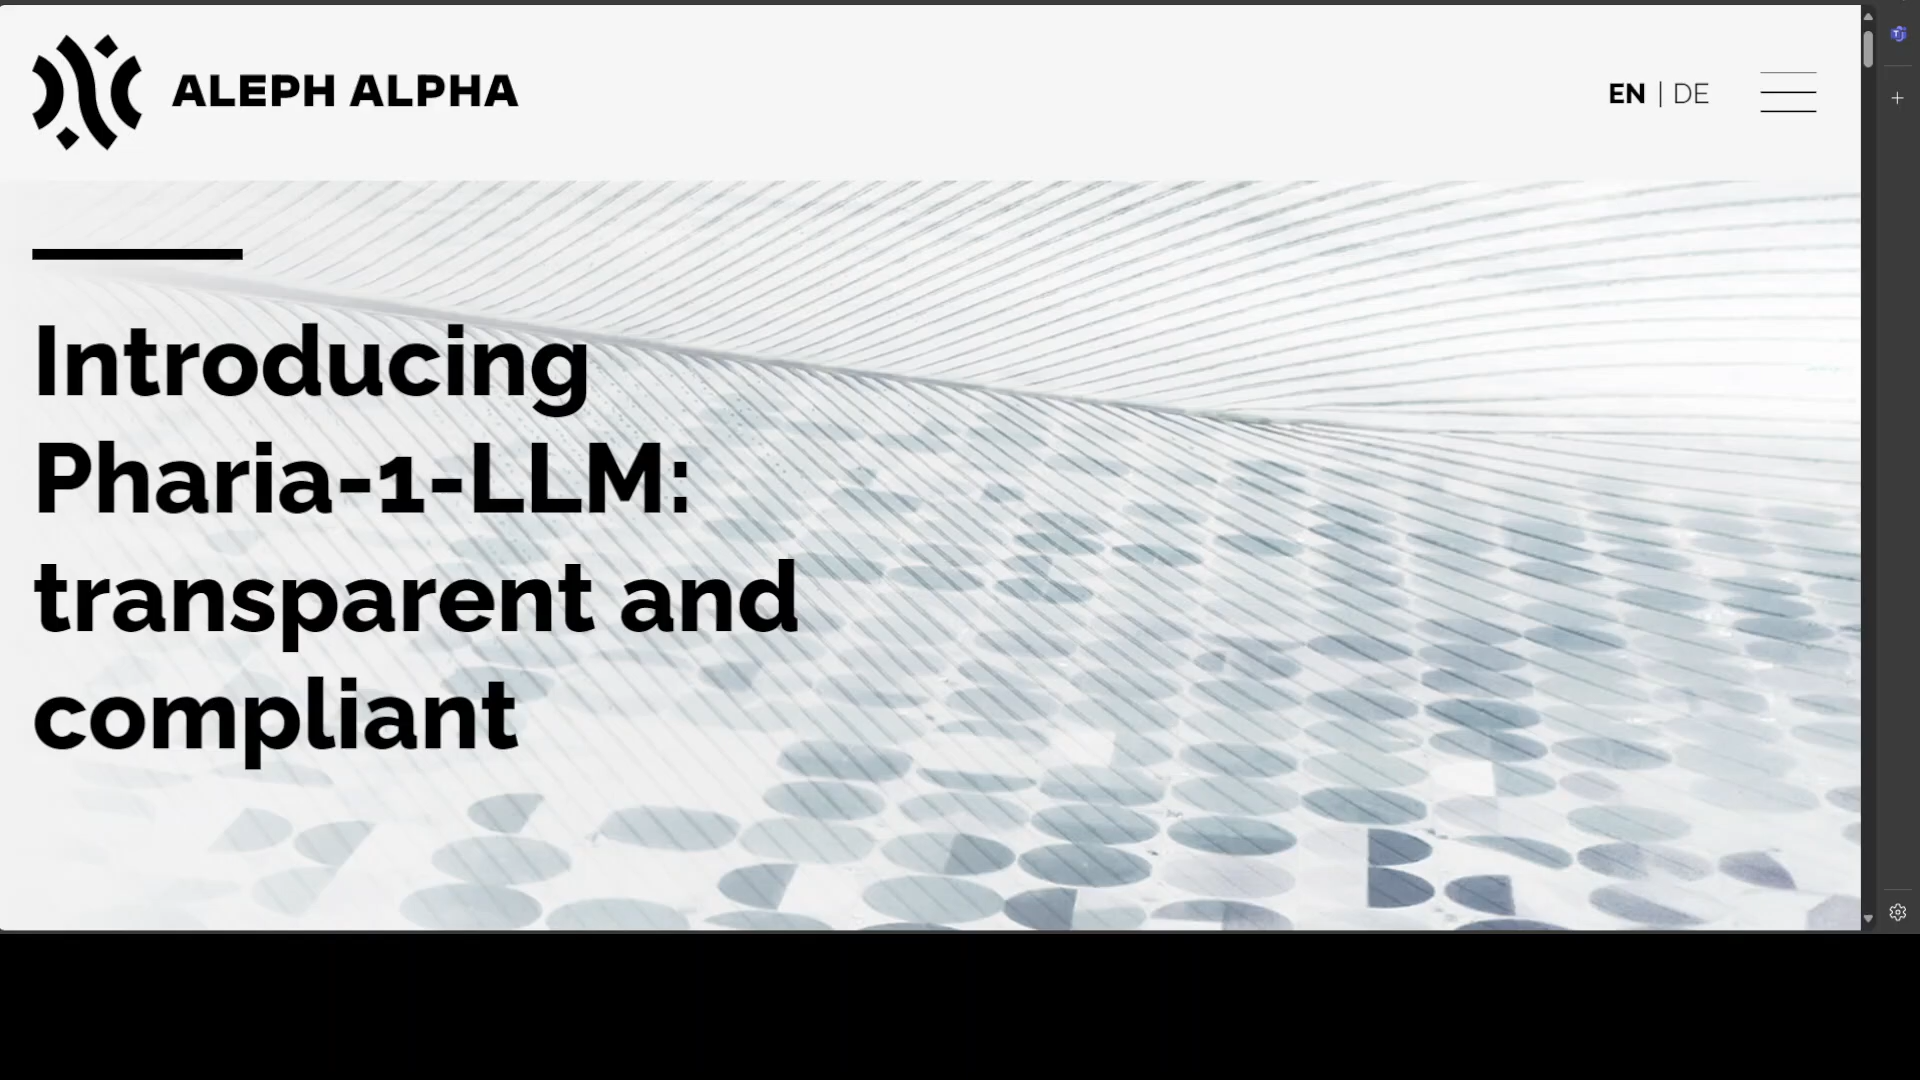 ALEPH ALPHA
EN | DE
Introducing
Pharia-1-LLM:
transparent and
compliant